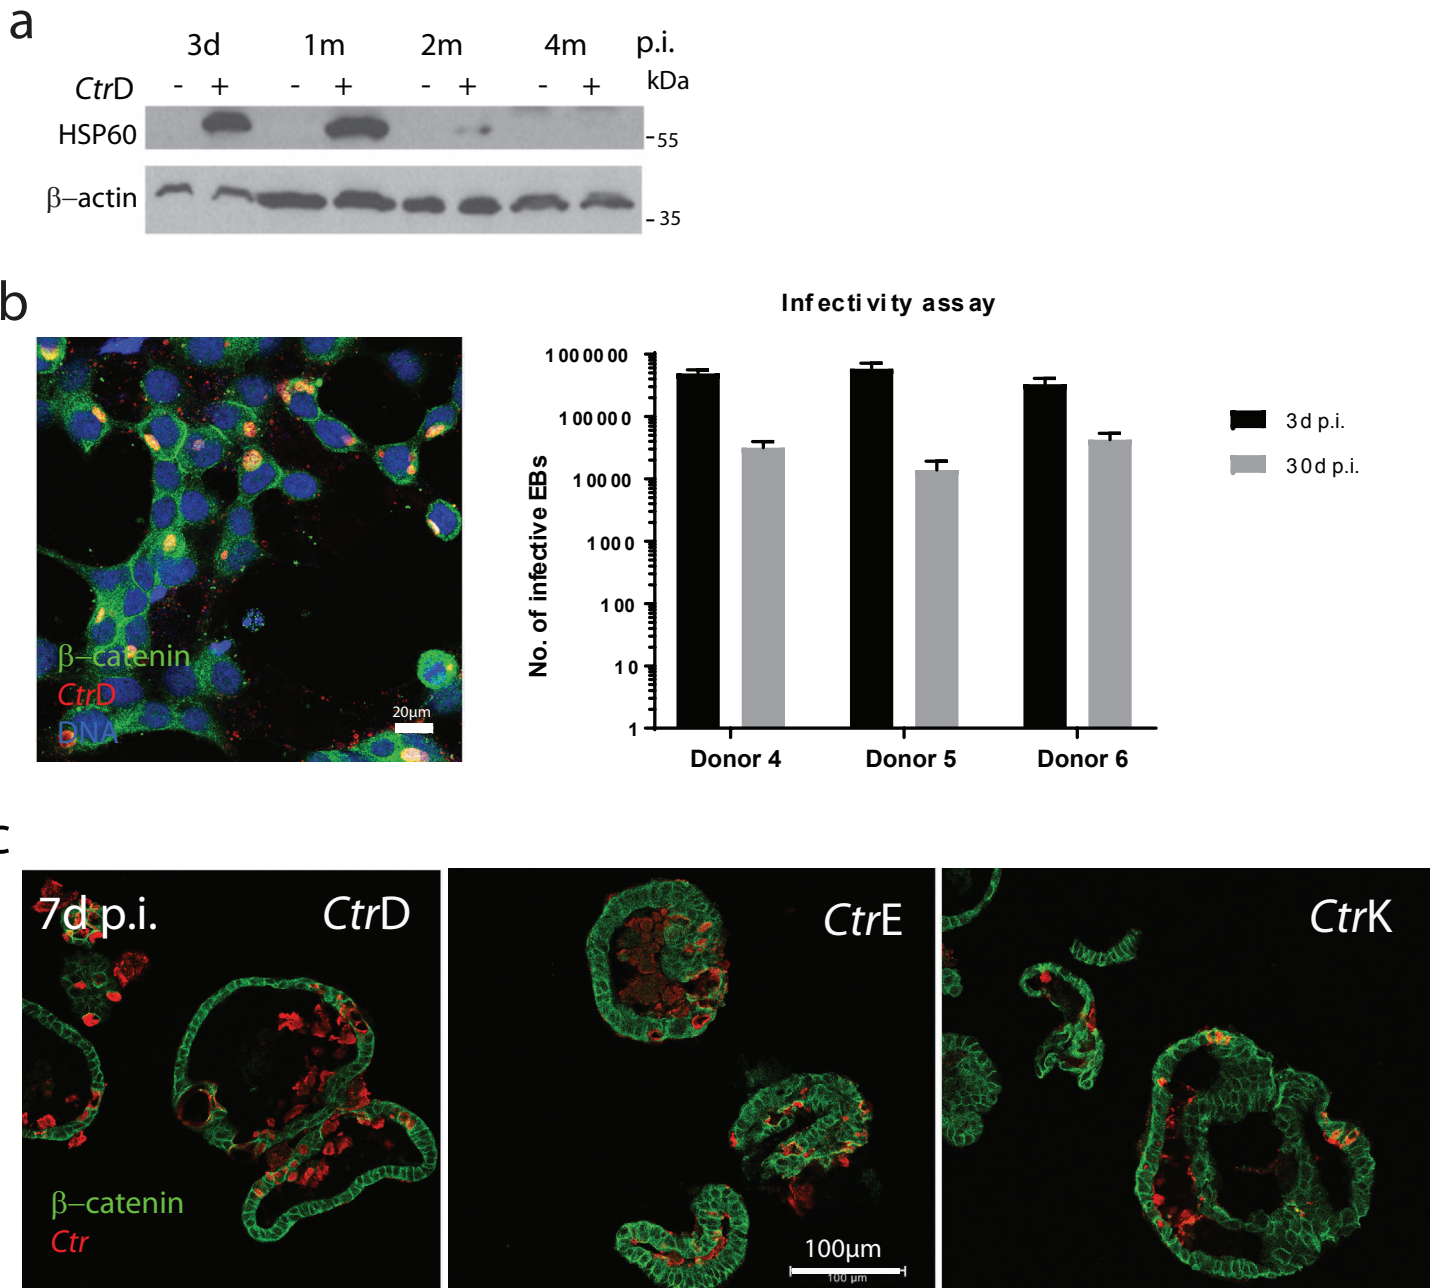 a
3d 1m 2m 4m p.i.
CtrD - + - + - + - + kDa
HSP60 -55
β–actin - 35
b
Infectivity assay
1000000
100000
10000
1000
100
10
1
No. of infective EBs
Donor 4 Donor 5 Donor 6
3d p.i.
30d p.i.
β–catenin
CtrD
DNA
20μm
c
7d p.i. CtrD CtrE CtrK
β–catenin
Ctr
100μm
100 μm